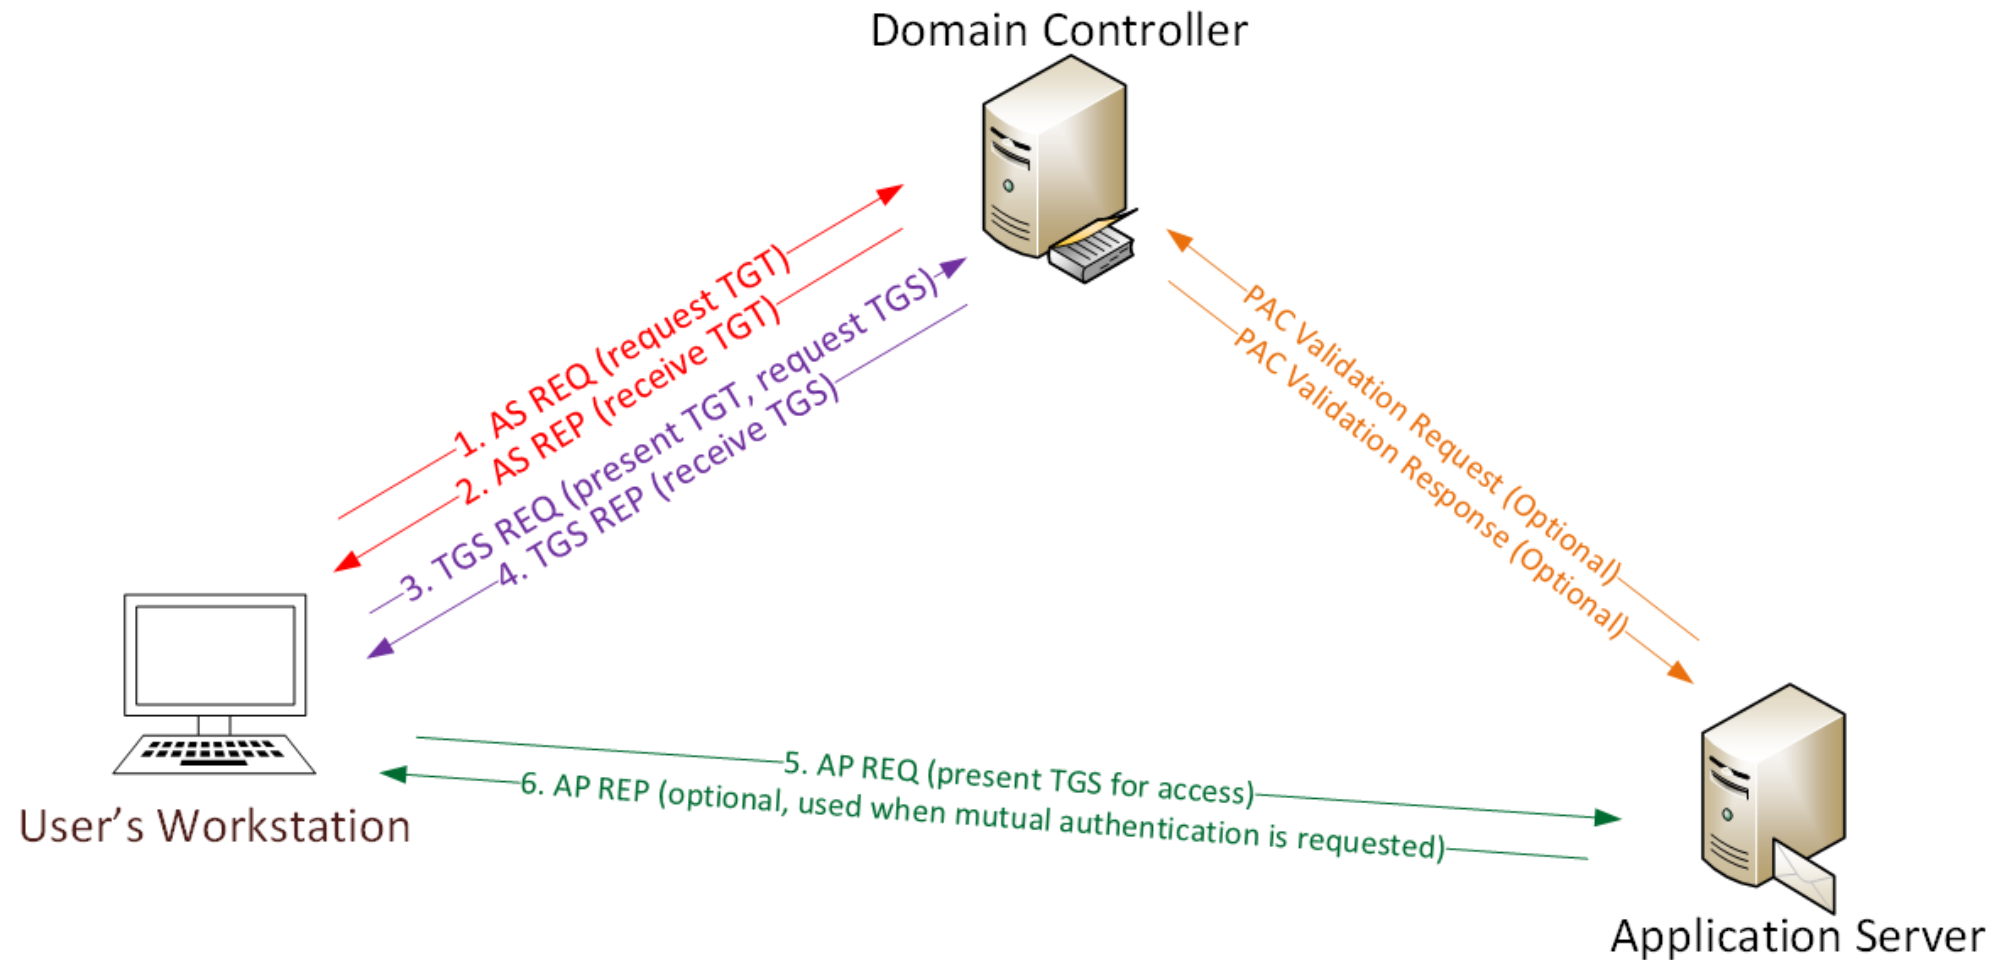 Domain Controller
1. AS REQ (request TGT)
2. AS REP (receive TGT)
3. TGS REQ (present TGT, request TGS)
4. TGS REP (receive TGS)
PAC Validation Request (Optional)
PAC Validation Response (Optional)
5. AP REQ (present TGS for access)
6. AP REP (optional, used when mutual authentication is requested)
User’s Workstation
Application Server